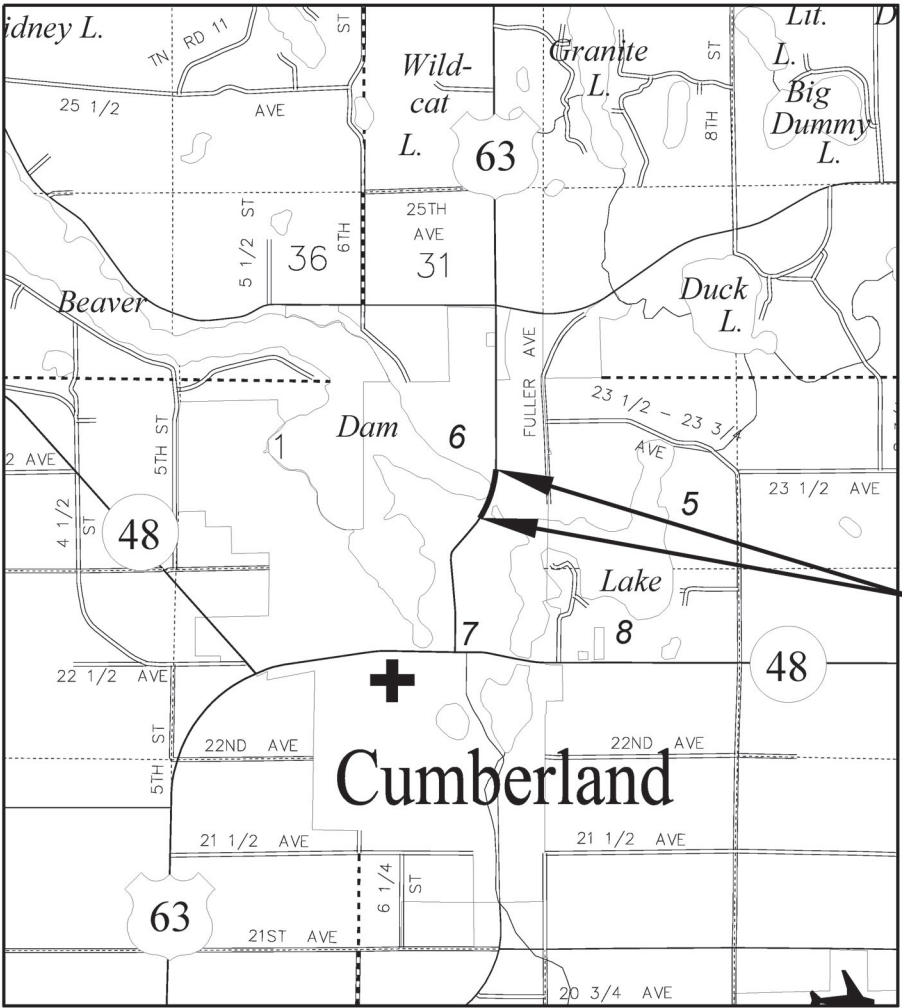 idney L.
TN RD 11
ST
Wild-
cat
L.
Granite
L.
ST
8TH
Lit.
L.
D
Big
Dummy
L.
25 1/2 AVE
63
5 1/2 ST
36
6TH
25TH
AVE
31
Beaver
Duck
L.
FULLER AVE
23 1/2 - 23 3/4
AVE
1
Dam
6
5TH ST
2 AVE
4 1/2
ST
48
5
23 1/2 AVE
Lake
7
8
48
22 1/2 AVE
5TH ST
22ND AVE
22ND AVE
Cumberland
21 1/2 AVE
21 1/2 AVE
6 1/4
ST
63
21ST AVE
20 3/4 AVE